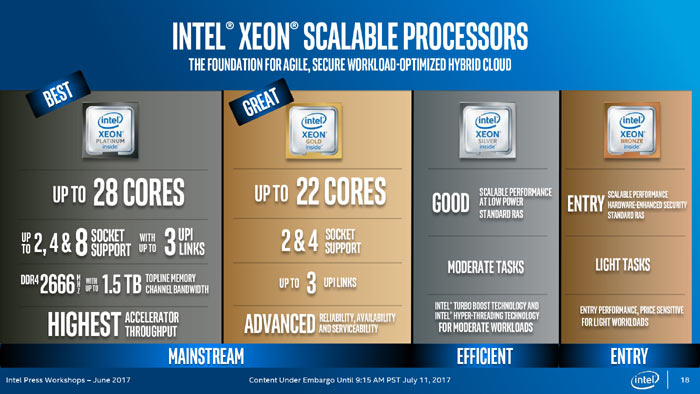 INTEL® XEON® SCALABLE PROCESSORS
THE FOUNDATION FOR AGILE, SECURE WORKLOAD-OPTIMIZED HYBRID CLOUD
BEST
intel
XEON®
PLATINUM
inside™
UP TO 28 CORES
UP TO 2, 4 & 8 SOCKET SUPPORT WITH UP TO 3 UPI LINKS
DDR4 2666 MHZ WITH UP TO 1.5 TB TOPLINE MEMORY CHANNEL BANDWIDTH
HIGHEST ACCELERATOR THROUGHPUT
GREAT
intel
XEON®
GOLD
inside™
UP TO 22 CORES
2 & 4 SOCKET SUPPORT
UP TO 3 UPI LINKS
ADVANCED RELIABILITY, AVAILABILITY AND SERVICEABILITY
MAINSTREAM
intel
XEON®
SILVER
inside™
GOOD SCALABLE PERFORMANCE
AT LOW POWER
STANDARD RAS
MODERATE TASKS
INTEL® TURBO BOOST TECHNOLOGY AND
INTEL® HYPER-THREADING TECHNOLOGY
FOR MODERATE WORKLOADS
EFFICIENT
intel
XEON®
BRONZE
inside™
ENTRY SCALABLE PERFORMANCE
HARDWARE-ENHANCED SECURITY
STANDARD RAS
LIGHT TASKS
ENTRY PERFORMANCE, PRICE SENSITIVE
FOR LIGHT WORKLOADS
ENTRY
Intel Press Workshops – June 2017
Content Under Embargo Until 9:15 AM PST July 11, 2017
intel
18